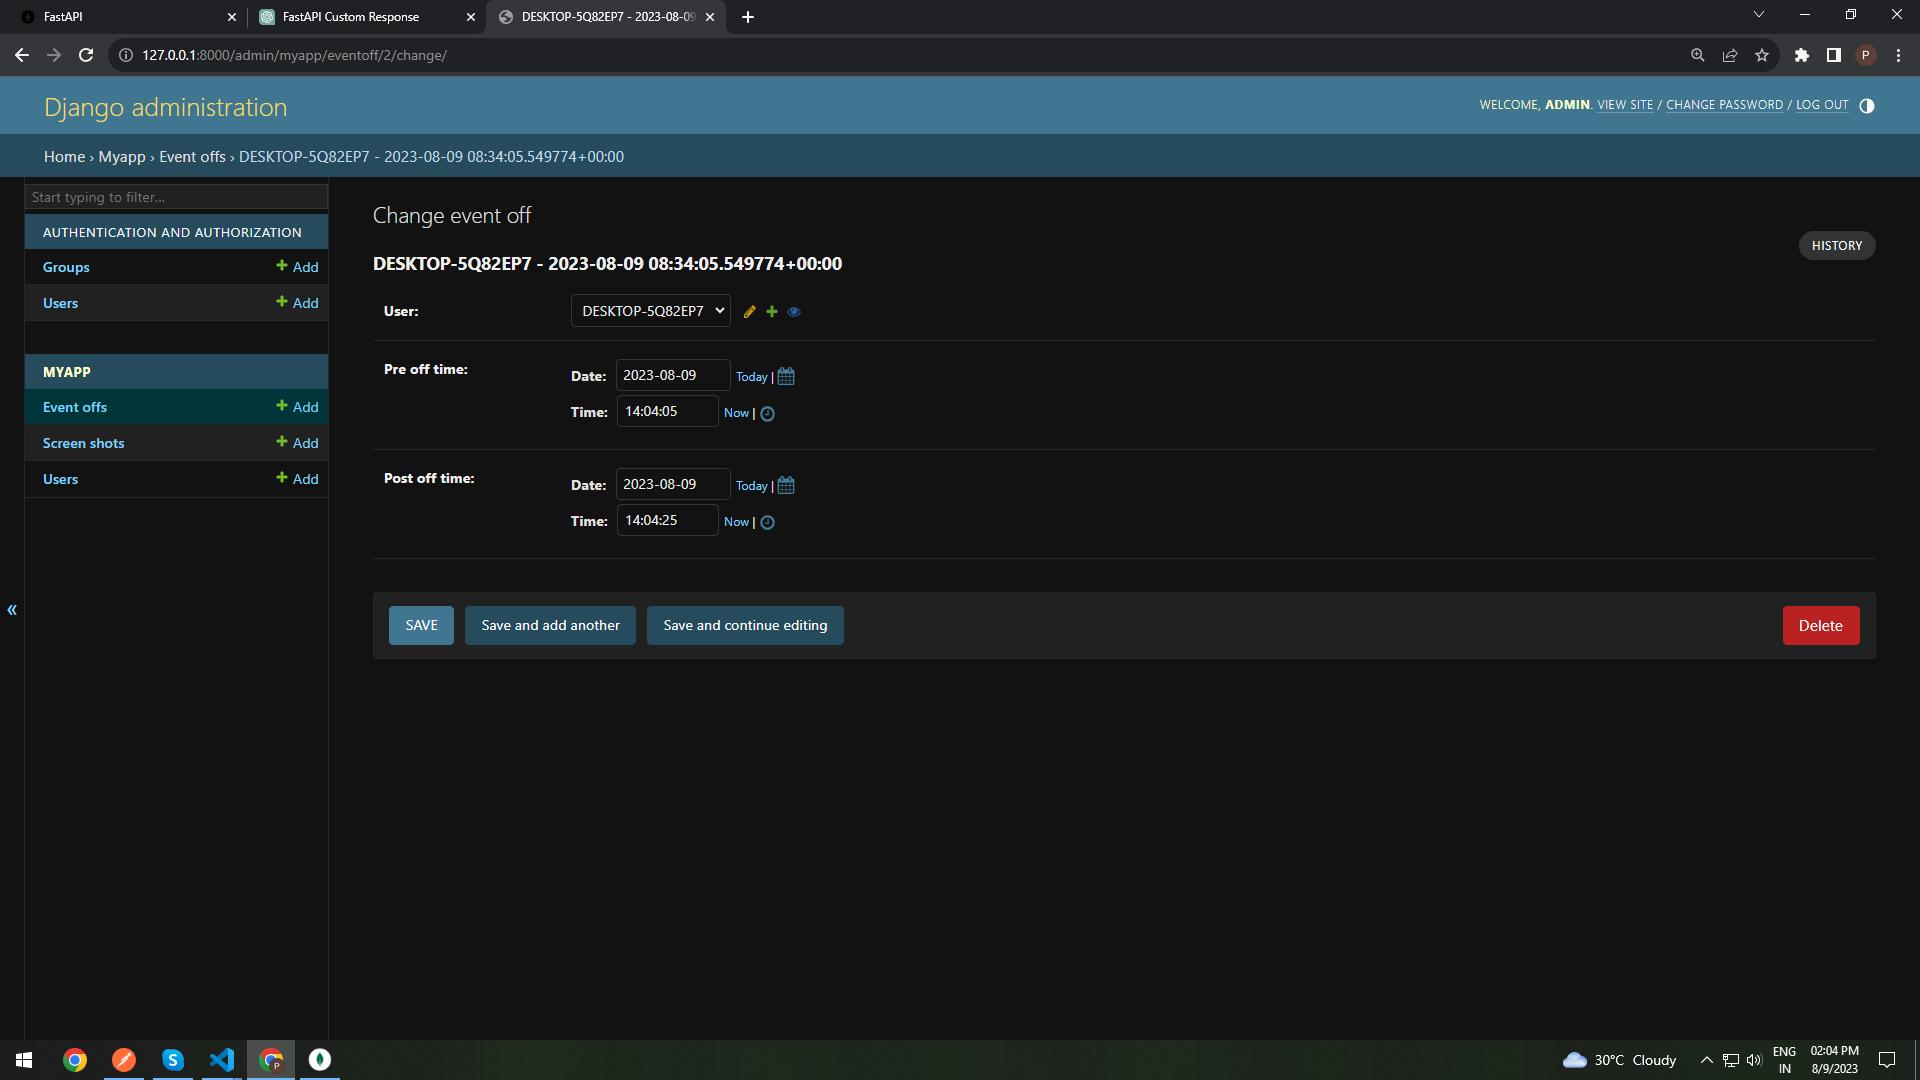 FastAPI
FastAPI Custom Response
DESKTOP-5Q82EP7 - 2023-08-09
127.0.0.1:8000/admin/myapp/eventoff/2/change/
P
Django administration
WELCOME, ADMIN. VIEW SITE / CHANGE PASSWORD / LOG OUT
Home › Myapp › Event offs › DESKTOP-5Q82EP7 - 2023-08-09 08:34:05.549774+00:00
Start typing to filter...
AUTHENTICATION AND AUTHORIZATION
Groups + Add
Users + Add
MYAPP
Event offs + Add
Screen shots + Add
Users + Add
«
Change event off
HISTORY
DESKTOP-5Q82EP7 - 2023-08-09 08:34:05.549774+00:00
User: DESKTOP-5Q82EP7
Pre off time: Date: 2023-08-09 Today |
Time: 14:04:05 Now |
Post off time: Date: 2023-08-09 Today |
Time: 14:04:25 Now |
SAVE Save and add another Save and continue editing Delete
S
P
30°C Cloudy
ENG
IN
02:04 PM
8/9/2023